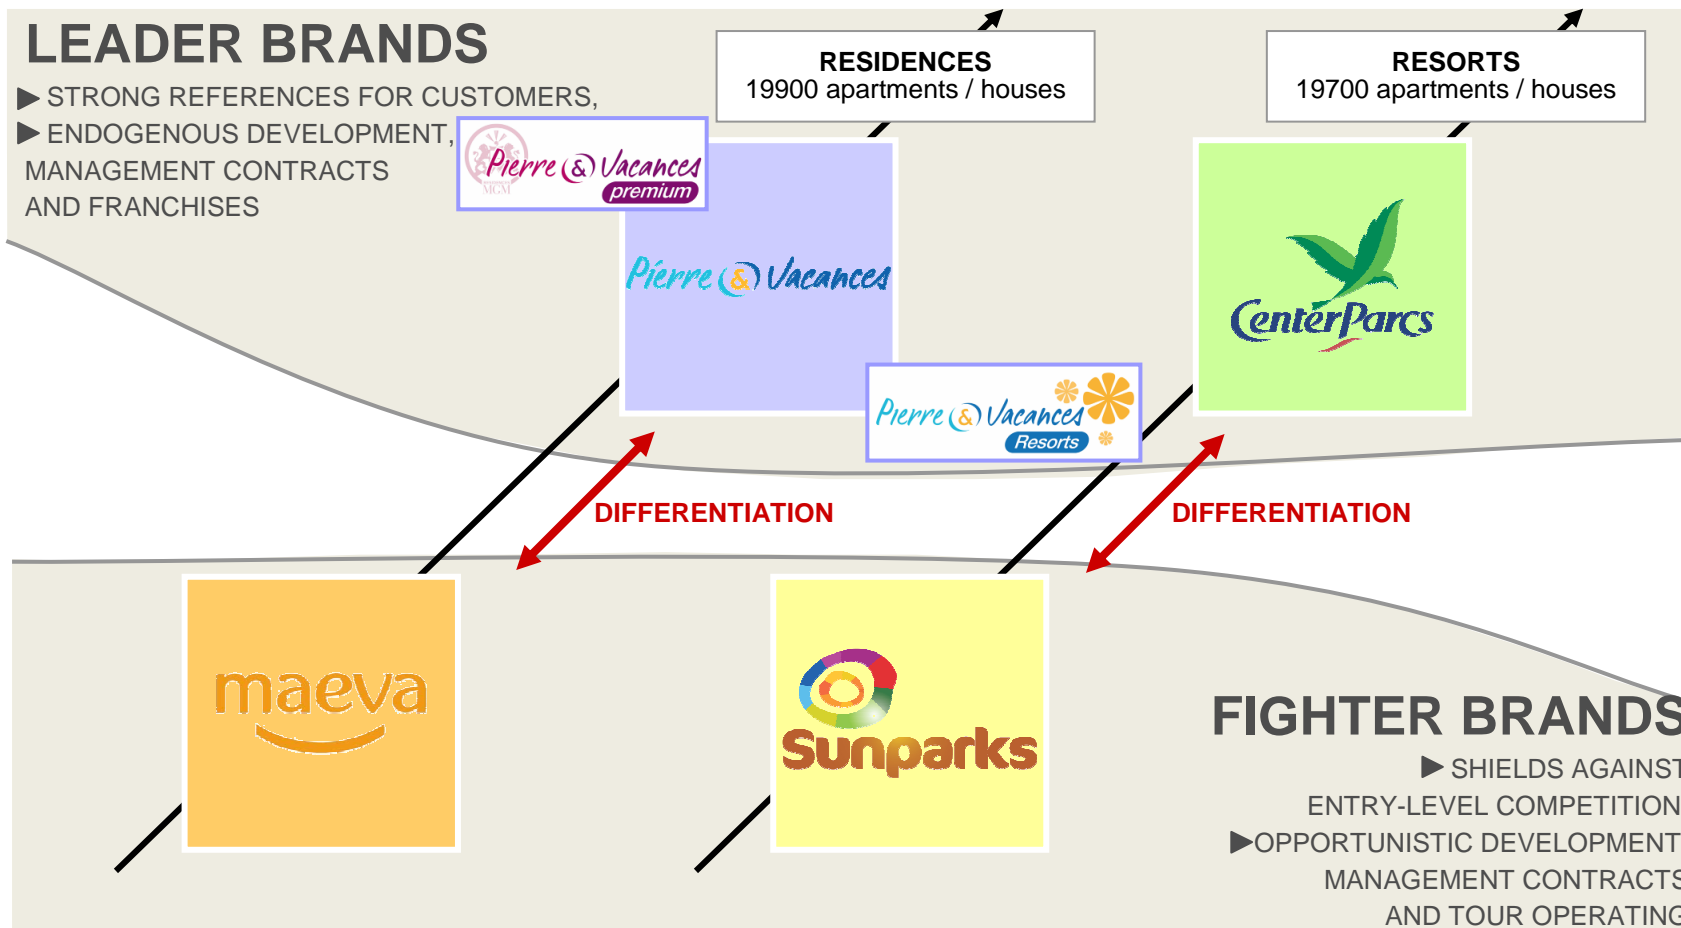 LEADER BRANDS
▶ STRONG REFERENCES FOR CUSTOMERS,
▶ ENDOGENOUS DEVELOPMENT,
MANAGEMENT CONTRACTS
AND FRANCHISES
RESIDENCES
19900 apartments / houses
RESORTS
19700 apartments / houses
Pierre & Vacances
premium
MGM
Pierre & Vacances
CenterParcs
Pierre & Vacances
Resorts
DIFFERENTIATION
DIFFERENTIATION
maeva
Sunparks
FIGHTER BRANDS
▶ SHIELDS AGAINST
ENTRY-LEVEL COMPETITION
▶OPPORTUNISTIC DEVELOPMENT
MANAGEMENT CONTRACTS
AND TOUR OPERATING